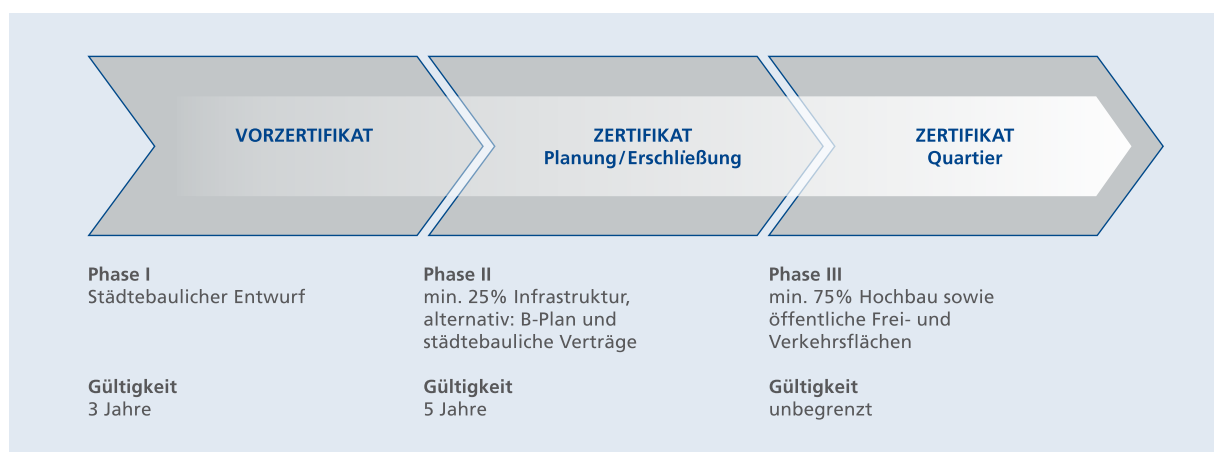 VORZERTIFIKAT
ZERTIFIKAT
Planung/Erschließung
ZERTIFIKAT
Quartier
Phase I
Städtebaulicher Entwurf
Gültigkeit
3 Jahre
Phase II
min. 25% Infrastruktur,
alternativ: B-Plan und
städtebauliche Verträge
Gültigkeit
5 Jahre
Phase III
min. 75% Hochbau sowie
öffentliche Frei- und
Verkehrsflächen
Gültigkeit
unbegrenzt